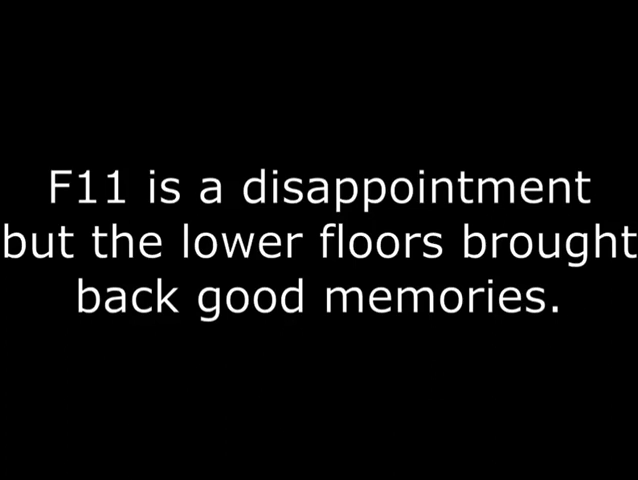 F11 is a disappointment
but the lower floors brought
back good memories.